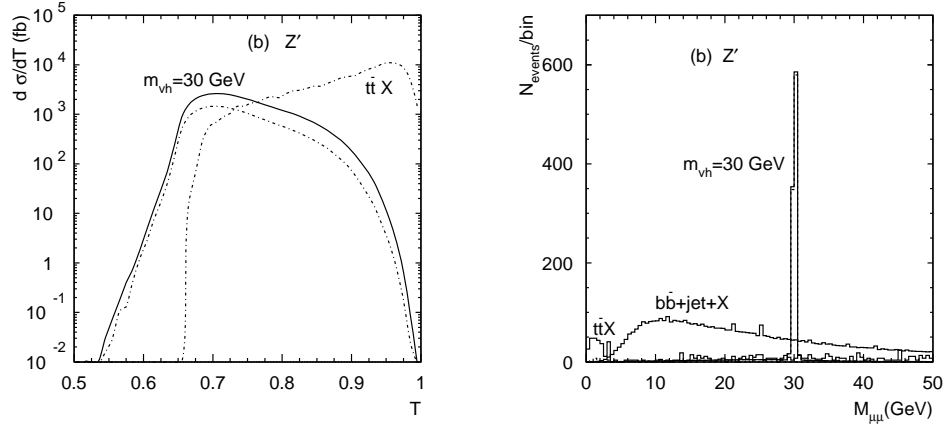 d σ/dT (fb)
10 5
10 4
10 3
10 2
10
1
10 -1
10 -2
(b) Z′
m_vh=30 GeV
tt̄ X
0.5 0.6 0.7 0.8 0.9 1
T
N_events/bin
600
400
200
0
(b) Z′
m_vh=30 GeV
bb̄+jet+X
tt̄X
0 10 20 30 40 50
M_μμ(GeV)